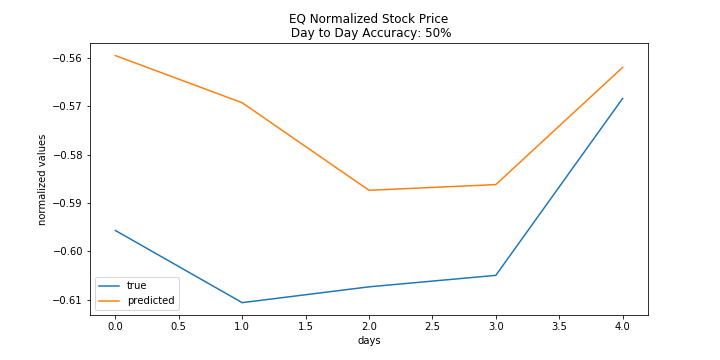 EQ Normalized Stock Price
Day to Day Accuracy: 50%
normalized values
−0.56
−0.57
−0.58
−0.59
−0.60
−0.61
true
predicted
0.0 0.5 1.0 1.5 2.0 2.5 3.0 3.5 4.0
days